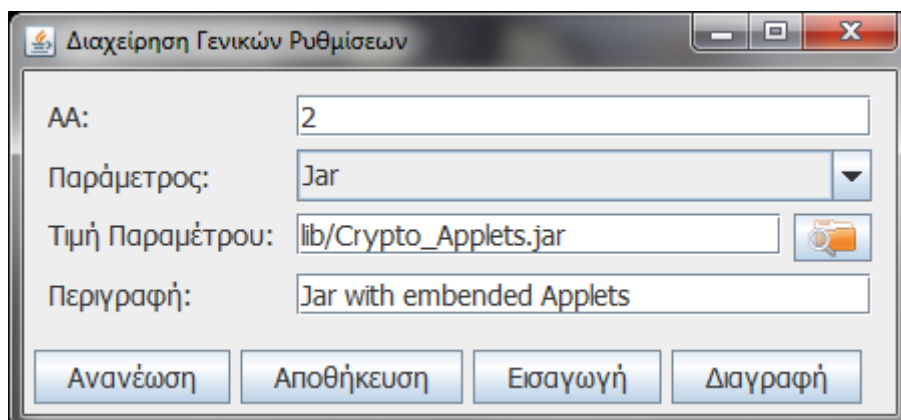 Διαχείρηση Γενικών Ρυθμίσεων
ΑΑ: 2
Παράμετρος: Jar
Τιμή Παραμέτρου: lib/Crypto_Applets.jar
Περιγραφή: Jar with embended Applets
Ανανέωση Αποθήκευση Εισαγωγή Διαγραφή